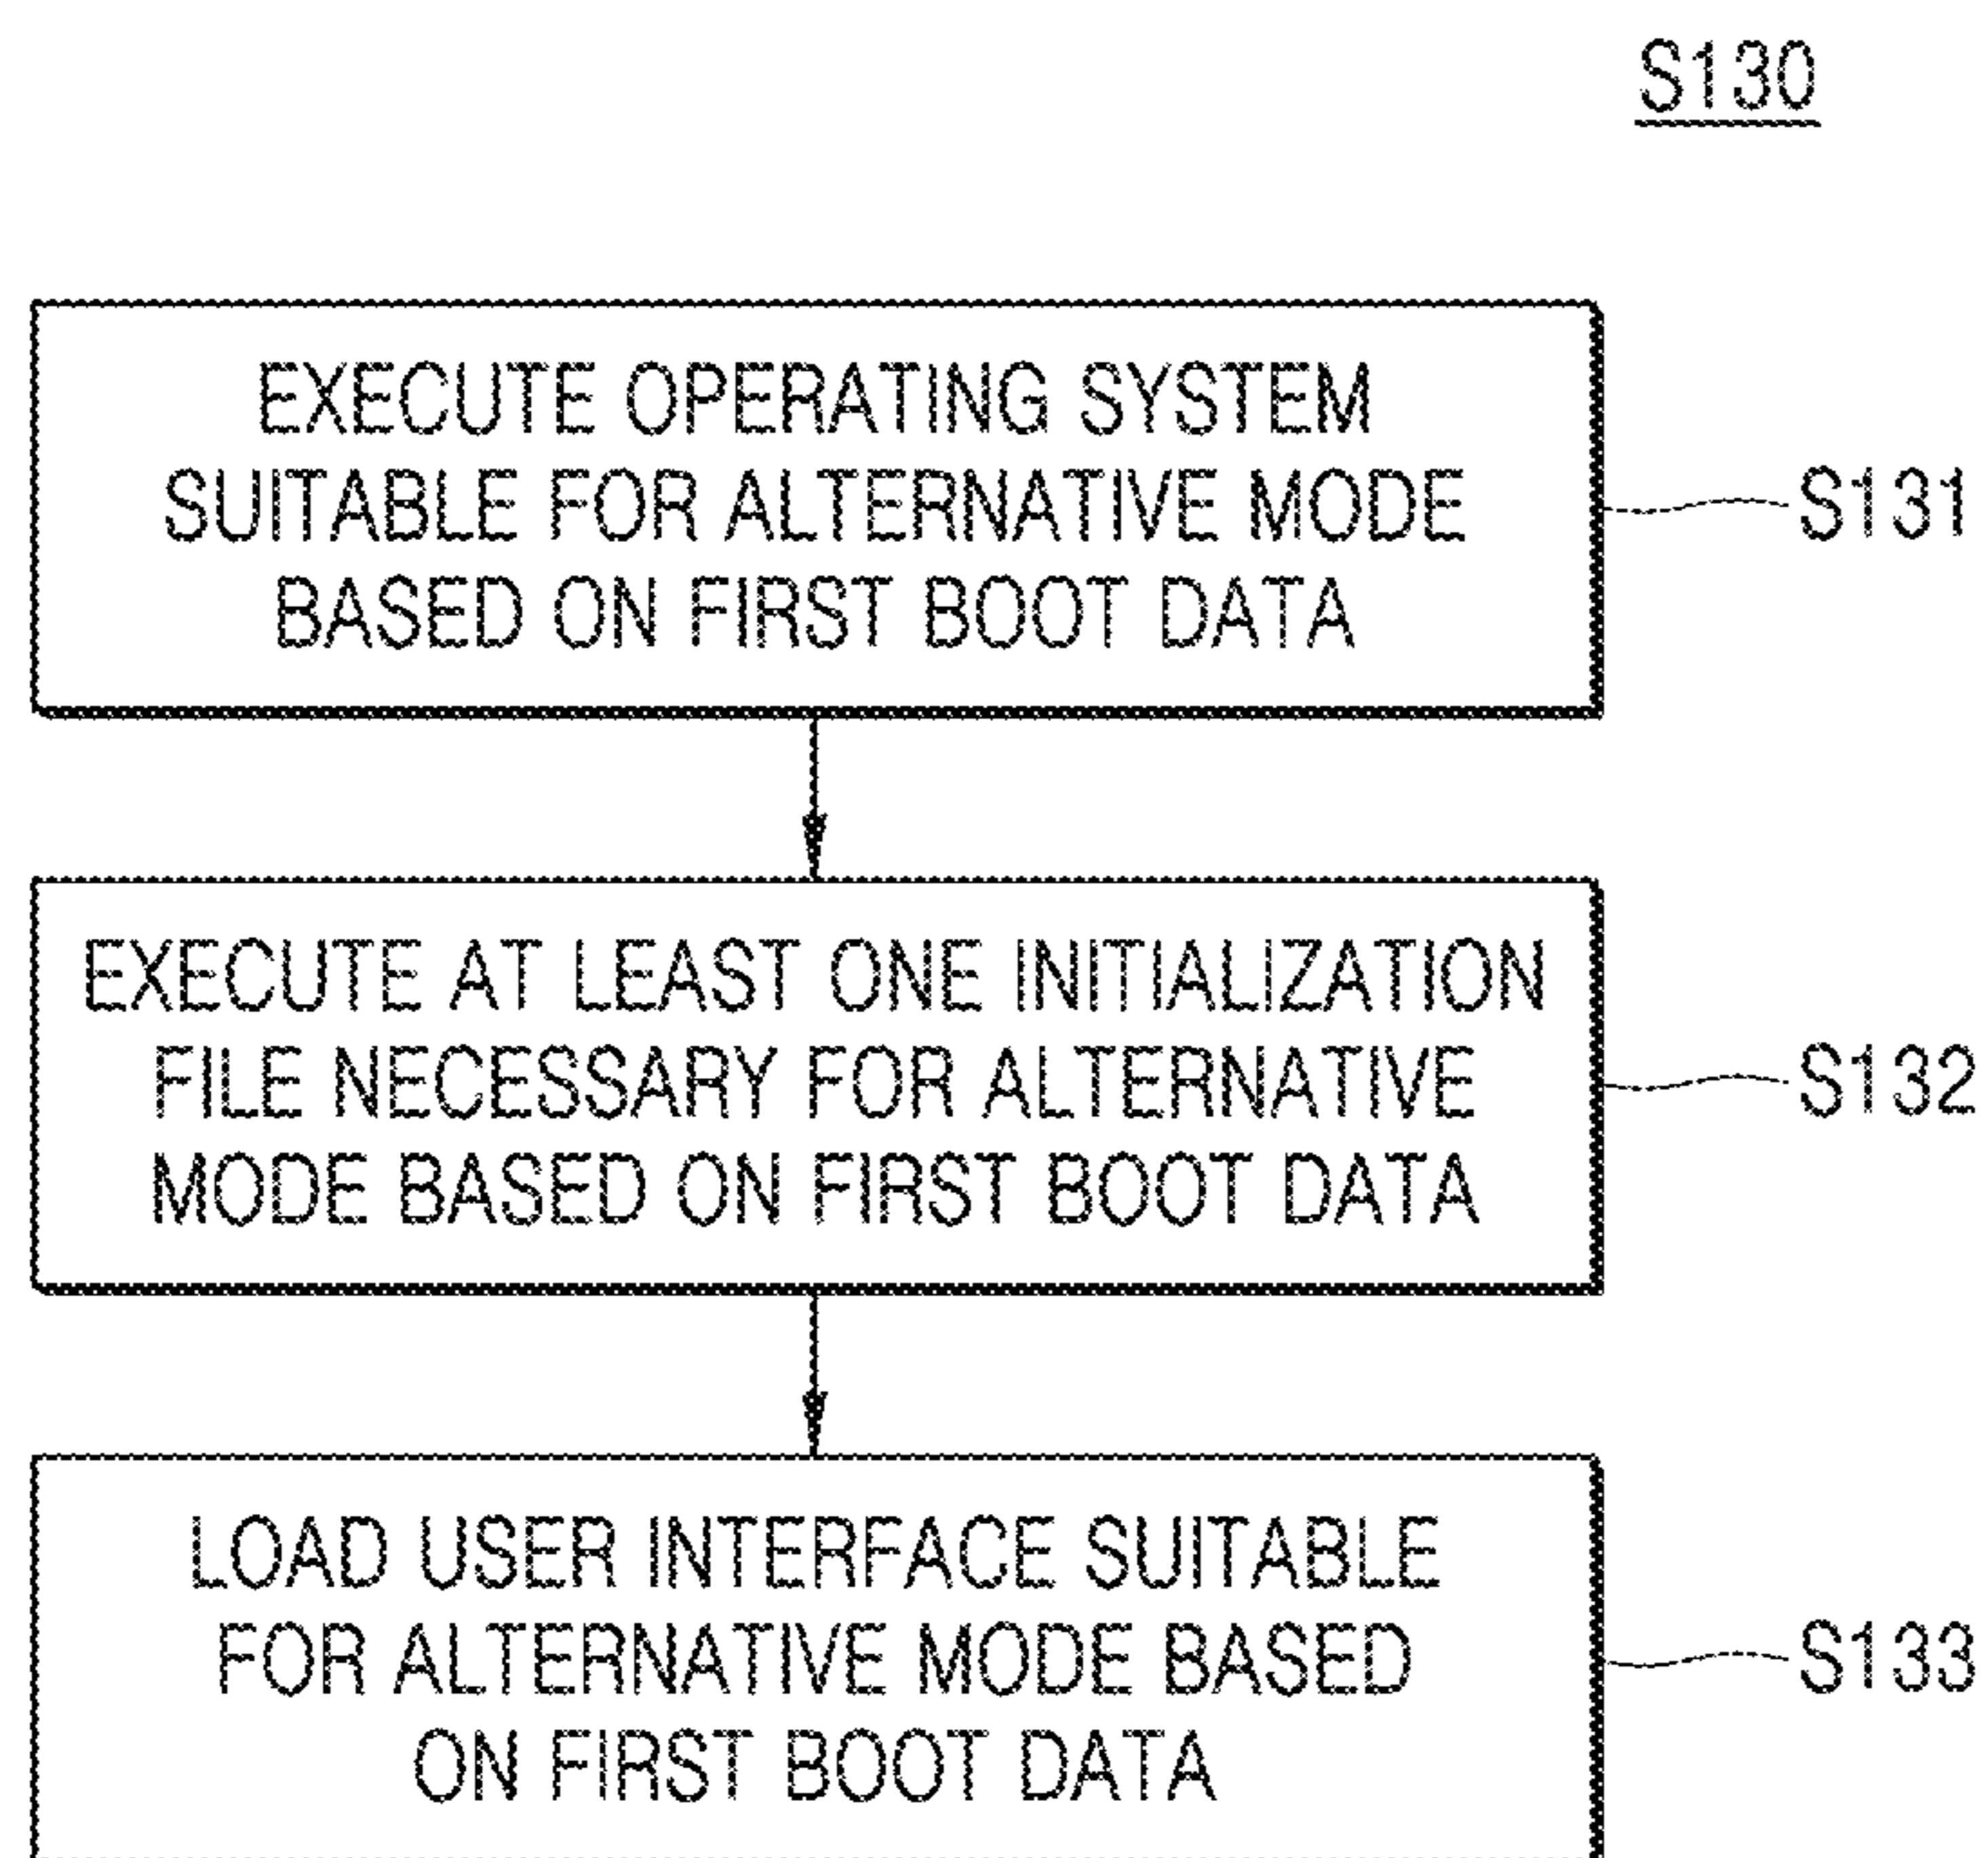 S130
EXECUTE OPERATING SYSTEM
SUITABLE FOR ALTERNATIVE MODE
BASED ON FIRST BOOT DATA
S131
EXECUTE AT LEAST ONE INITIALIZATION
FILE NECESSARY FOR ALTERNATIVE
MODE BASED ON FIRST BOOT DATA
S132
LOAD USER INTERFACE SUITABLE
FOR ALTERNATIVE MODE BASED
ON FIRST BOOT DATA
S133